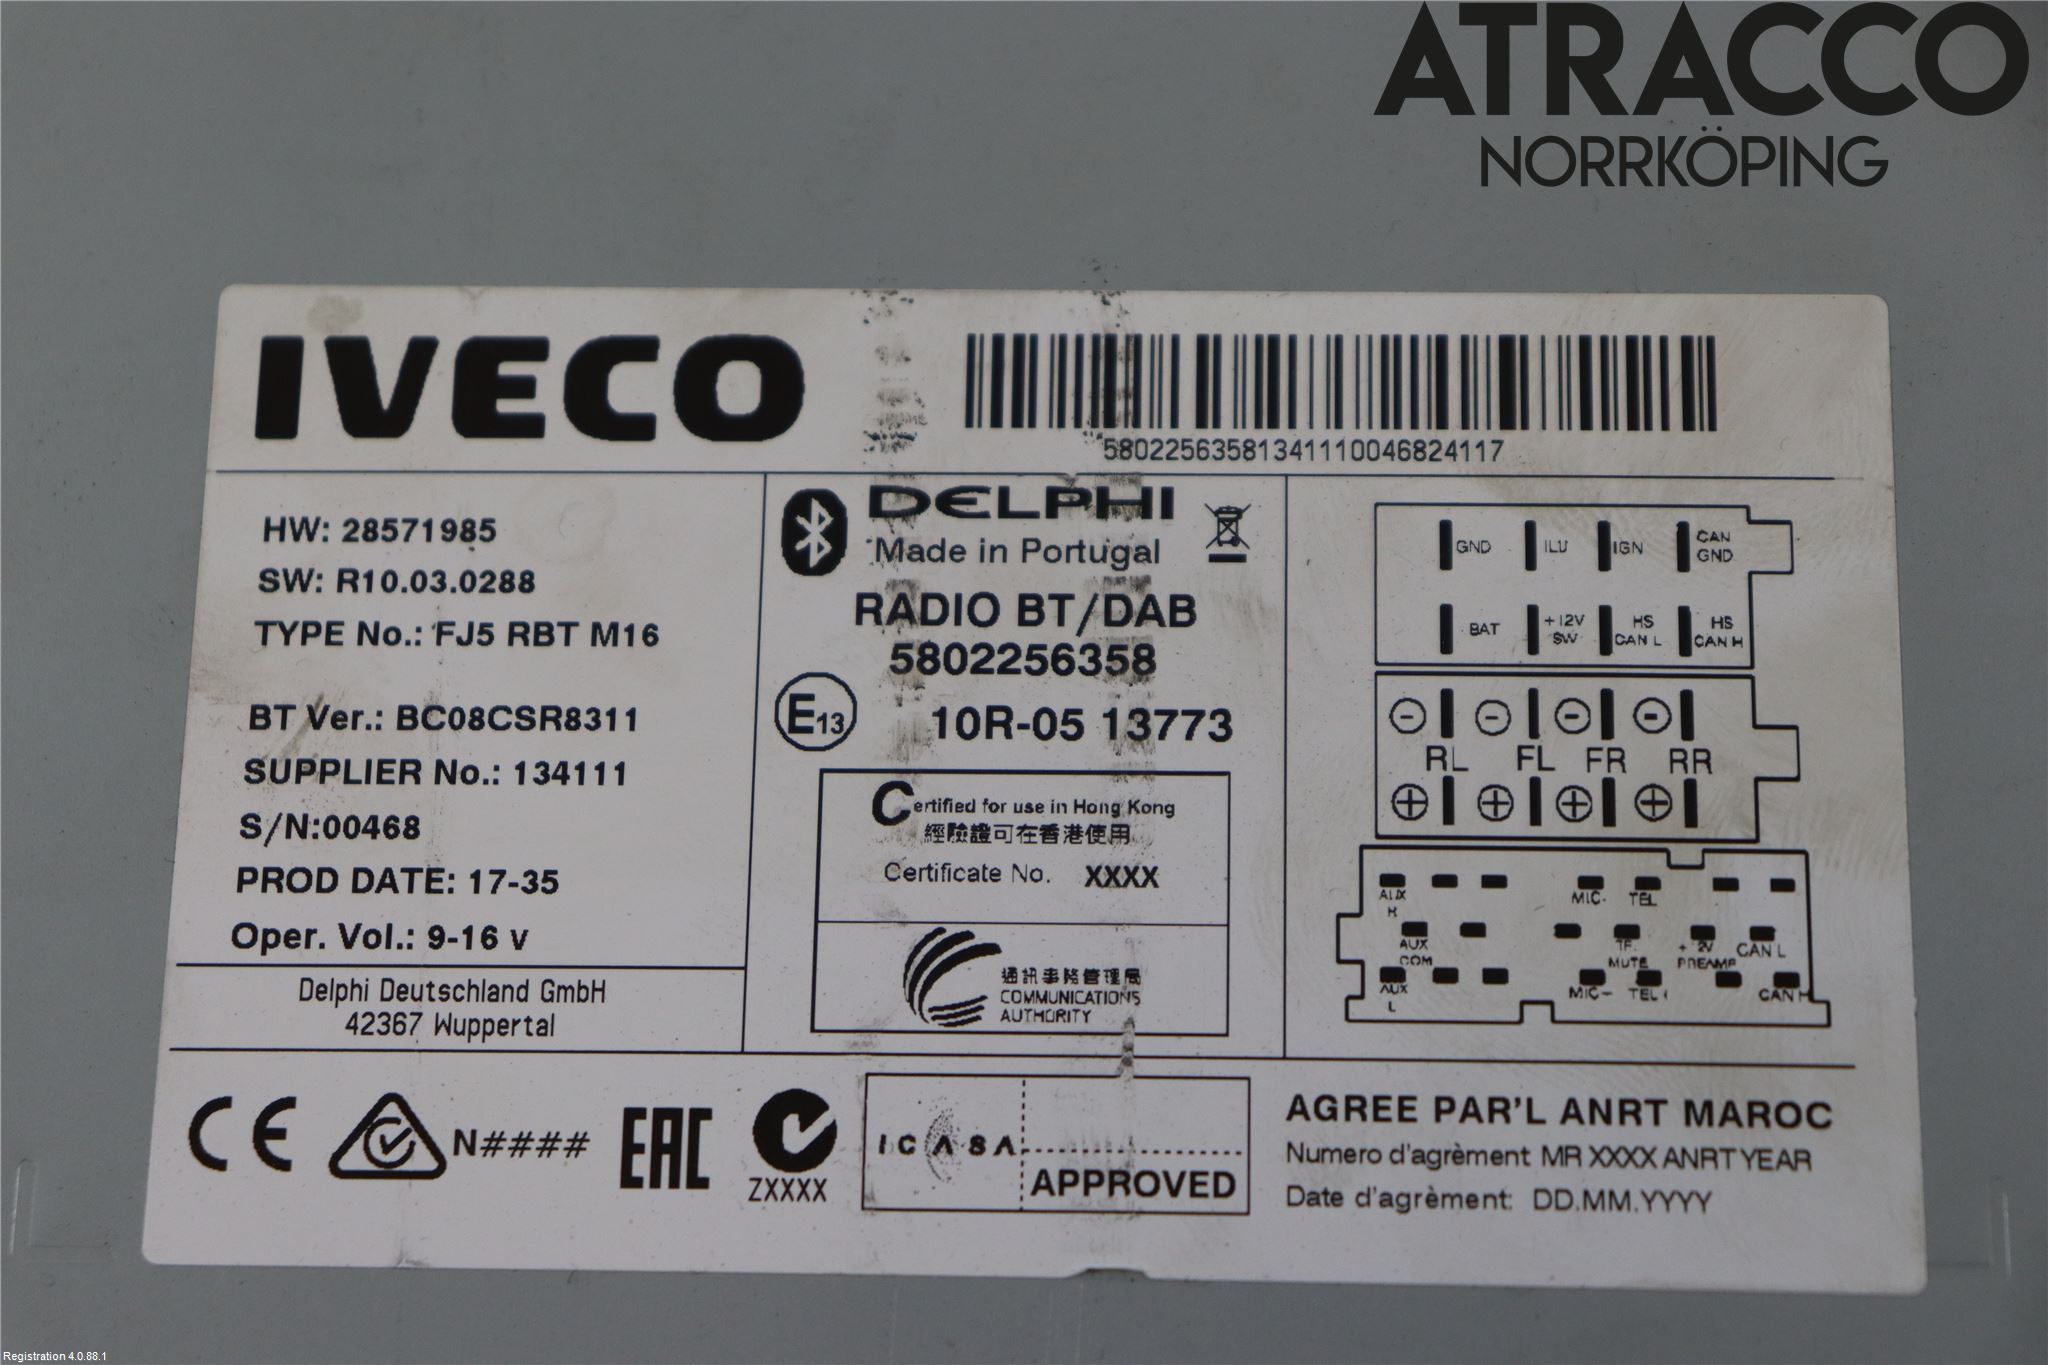 ATRACCO
NORRKÖPING
IVECO
5802256358134111004682411​7
HW: 28571985
SW: R10.03.0288
TYPE No.: FJ5 RBT M16
BT Ver.: BC08CSR8311
SUPPLIER No.: 134111
S/N:00468
PROD DATE: 17-35
Oper. Vol.: 9-16 v
Delphi Deutschland GmbH
42367 Wuppertal
DELPHI
Made in Portugal
RADIO BT/DAB
5802256358
E13 10R-05 13773
Certified for use in Hong Kong
經驗證可在香港使用
Certificate No. XXXX
通訊事務管理局
COMMUNICATIONS
AUTHORITY
GND ILU IGN CAN GND
BAT +12V SW HS CAN L HS CAN H
- - - -
RL FL FR RR
+ + + +
AUX R MIC- TEL
AUX COM MUTE PREAMP CAN L
AUX L MIC+ TEL+ CAN H
CE N#### EAC ZXXXX
ICASA
APPROVED
AGREE PAR'L ANRT MAROC
Numero d'agrèment MR XXXX ANRT YEAR
Date d'agrèment: DD.MM.YYYY
Registration 4.0.88.1